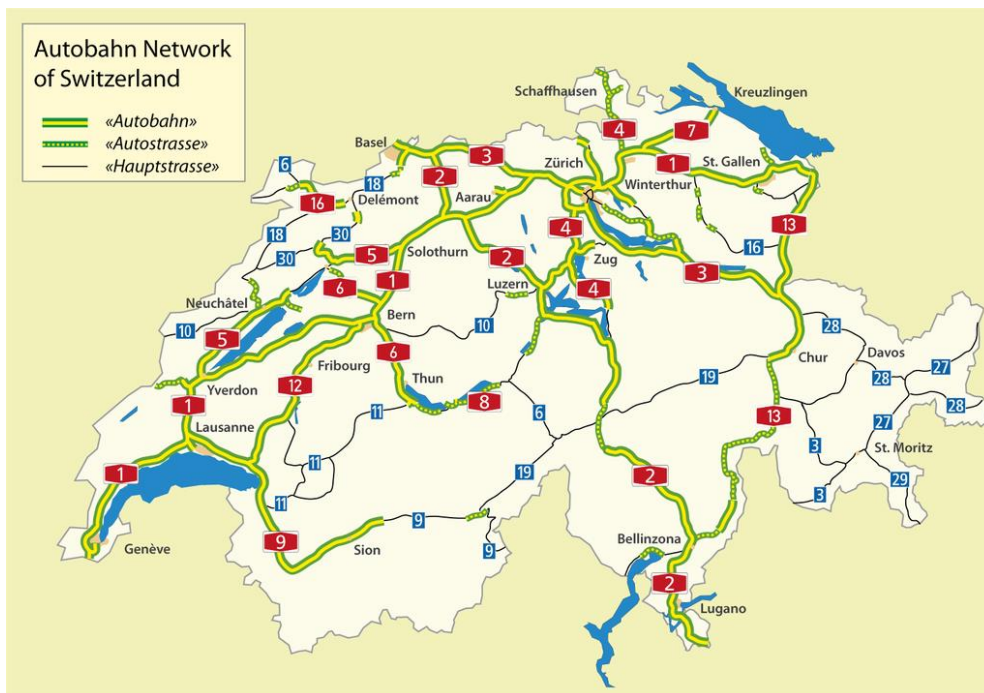 Autobahn Network
of Switzerland
«Autobahn»
«Autostrasse»
«Hauptstrasse»
Schaffhausen
Kreuzlingen
4
7
Basel
3
Zürich
1
St. Gallen
6
2
18
Winterthur
16
Delémont
Aarau
13
18
30
4
30
5
Solothurn
2
Zug
16
3
6
1
Luzern
4
Neuchâtel
10
5
Bern
10
28
6
Chur
Davos
Fribourg
27
12
Thun
19
28
Yverdon
8
28
1
11
6
13
27
Lausanne
3
St. Moritz
11
1
19
2
29
11
3
9
9
Sion
Bellinzona
Genève
9
2
Lugano